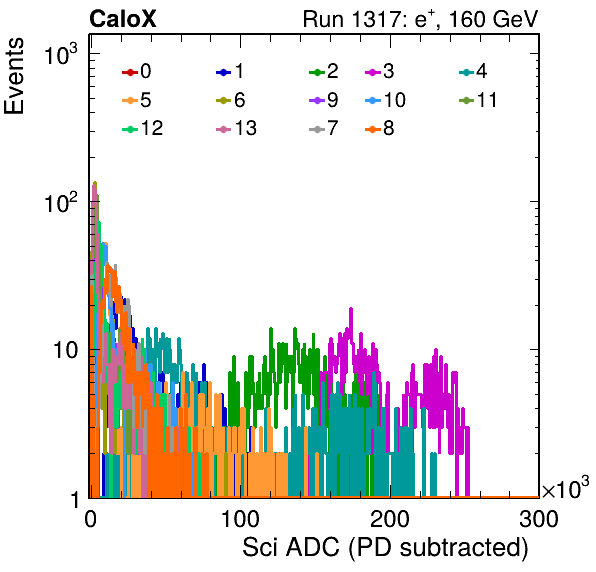 CaloX Run 1317: e⁺, 160 GeV
Events
10³
0 1 2 3 4
5 6 9 10 11
12 13 7 8
10²
10
1
0 100 200 300
×10³
Sci ADC (PD subtracted)